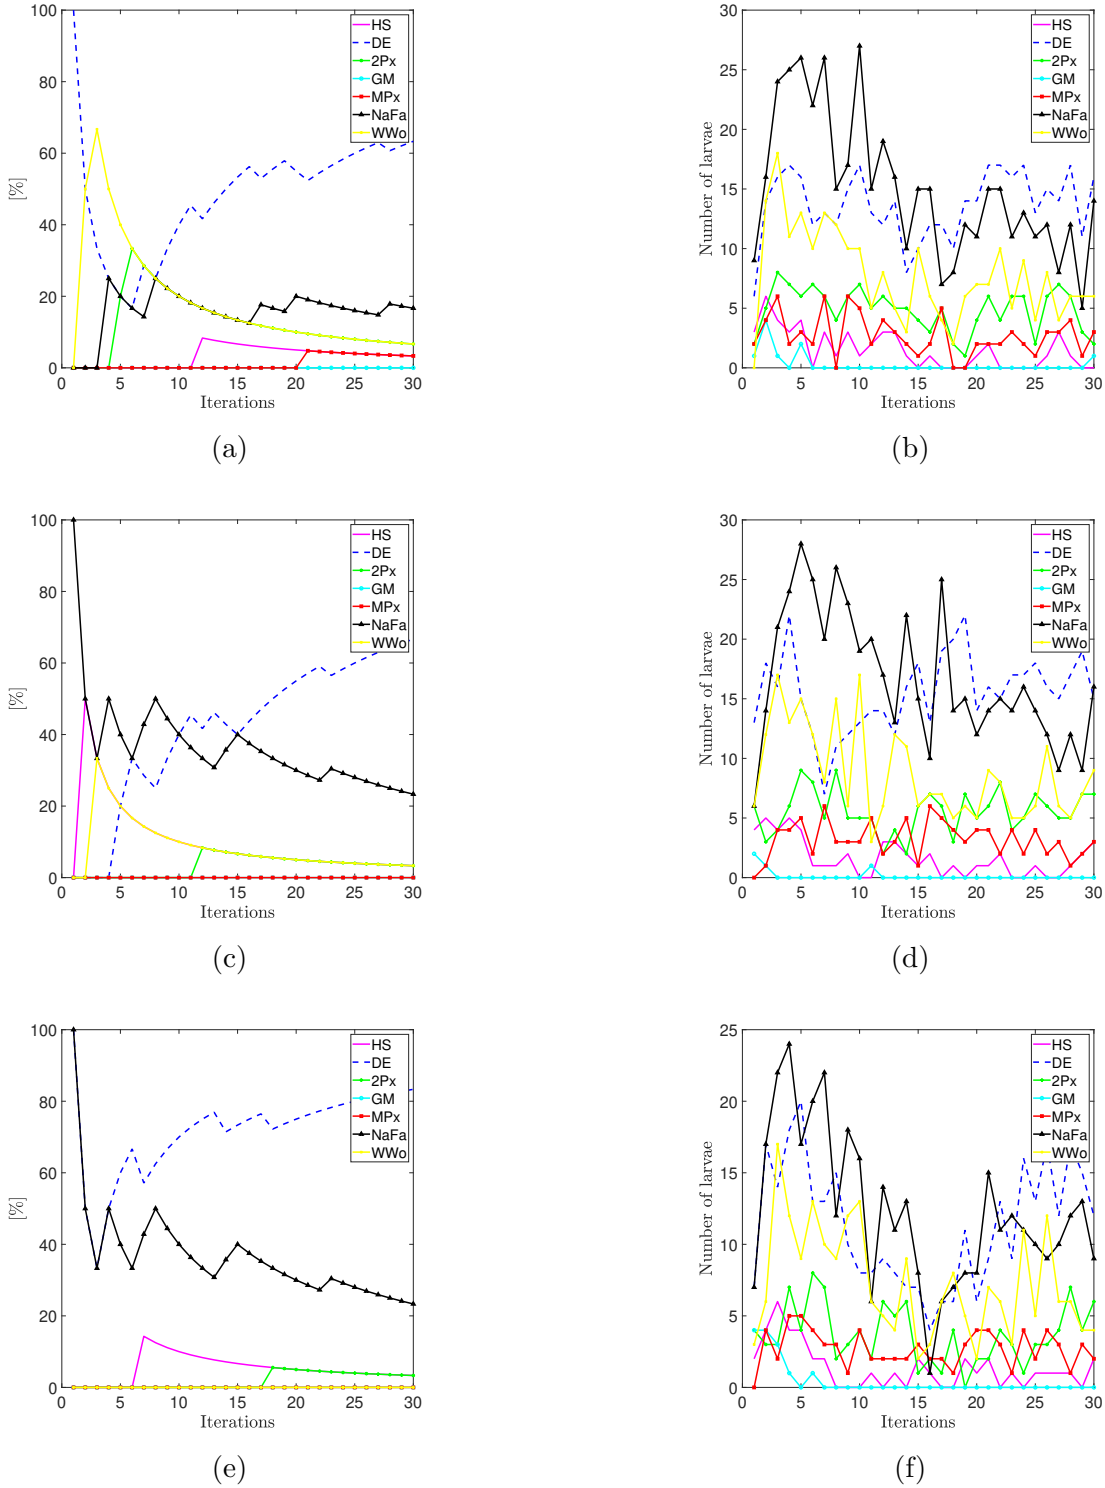 100
80
60
40
20
0
[%]
0 5 10 15 20 25 30
Iterations
HS
DE
2Px
GM
MPx
NaFa
WWo
(a)
30
25
20
15
10
5
0
Number of larvae
0 5 10 15 20 25 30
Iterations
HS
DE
2Px
GM
MPx
NaFa
WWo
(b)
100
80
60
40
20
0
[%]
0 5 10 15 20 25 30
Iterations
HS
DE
2Px
GM
MPx
NaFa
WWo
(c)
30
25
20
15
10
5
0
Number of larvae
0 5 10 15 20 25 30
Iterations
HS
DE
2Px
GM
MPx
NaFa
WWo
(d)
100
80
60
40
20
0
[%]
0 5 10 15 20 25 30
Iterations
HS
DE
2Px
GM
MPx
NaFa
WWo
(e)
25
20
15
10
5
0
Number of larvae
0 5 10 15 20 25 30
Iterations
HS
DE
2Px
GM
MPx
NaFa
WWo
(f)